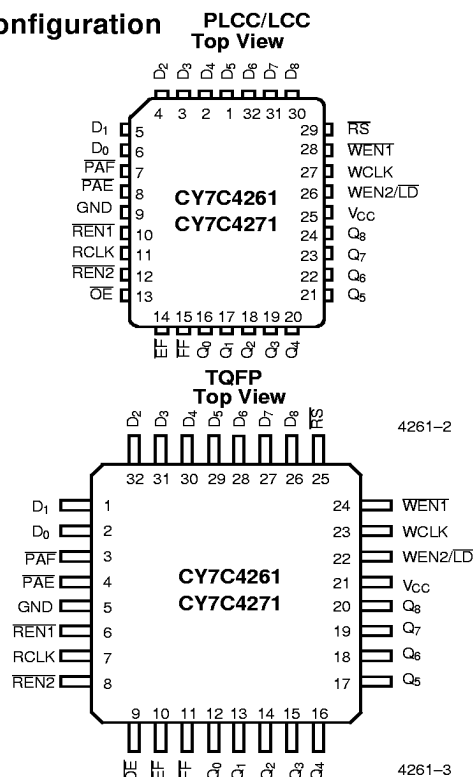 onfiguration
PLCC/LCC
Top View
D2 D3 D4 D5 D6 D7 D8
4 3 2 1 32 31 30
D1 5
D0 6
PAF 7
PAE 8
GND 9
REN1 10
RCLK 11
REN2 12
OE 13
CY7C4261
CY7C4271
29 RS
28 WEN1
27 WCLK
26 WEN2/LD
25 VCC
24 Q8
23 Q7
22 Q6
21 Q5
14 15 16 17 18 19 20
EF FF Q0 Q1 Q2 Q3 Q4
TQFP
Top View
4261–2
D2 D3 D4 D5 D6 D7 D8 RS
32 31 30 29 28 27 26 25
D1 1
D0 2
PAF 3
PAE 4
GND 5
REN1 6
RCLK 7
REN2 8
CY7C4261
CY7C4271
24 WEN1
23 WCLK
22 WEN2/LD
21 VCC
20 Q8
19 Q7
18 Q6
17 Q5
9 10 11 12 13 14 15 16
OE EF FF Q0 Q1 Q2 Q3 Q4
4261–3